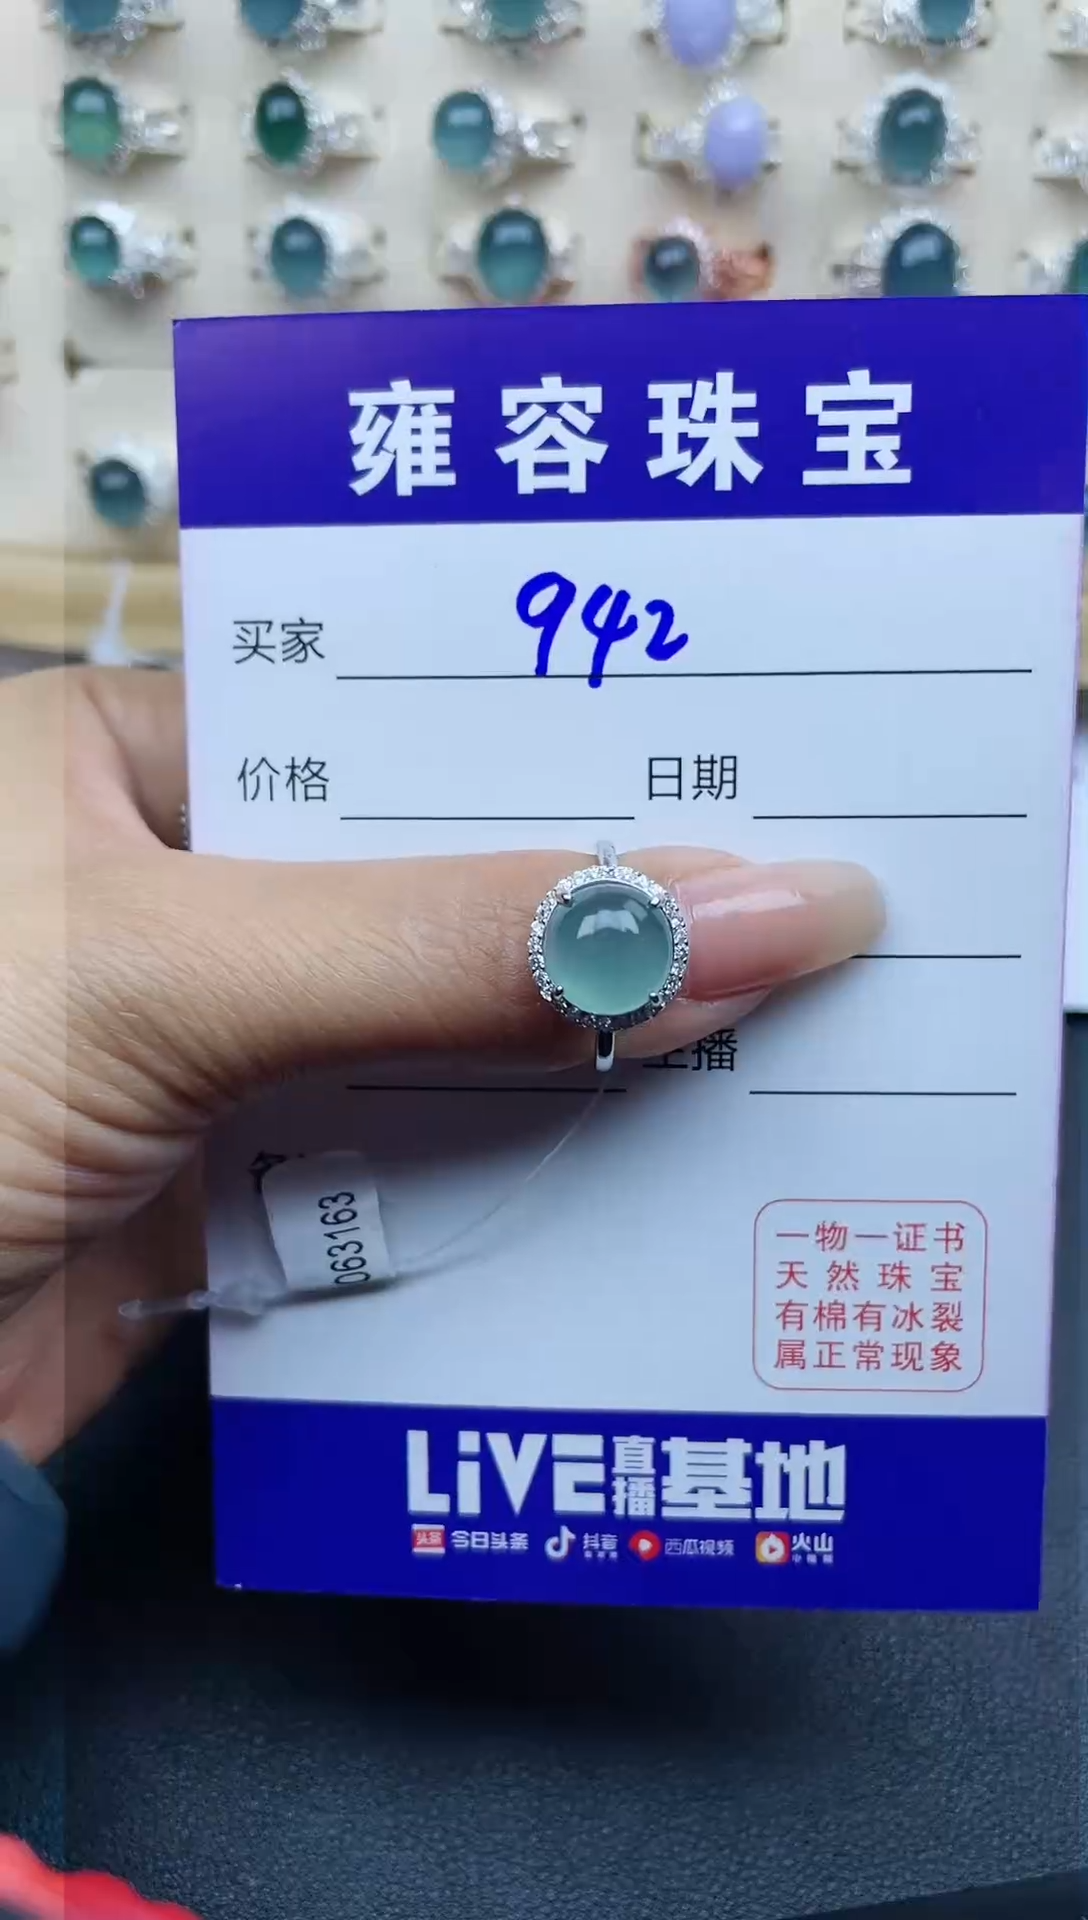 雍容珠宝
买家 942
价格 日期
主播
063163
一物一证书
天然珠宝
有棉有冰裂
属正常现象
LiVE直播基地
头条 今日头条 抖音 西瓜视频 火山